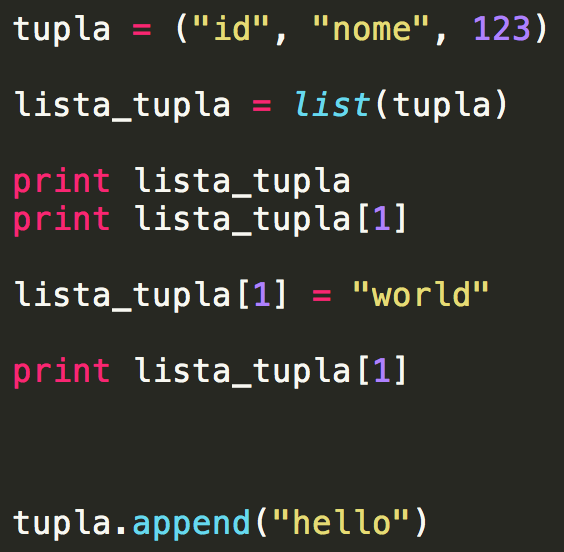 tupla = ("id", "nome", 123)
lista_tupla = list(tupla)
print lista_tupla
print lista_tupla[1]
lista_tupla[1] = "world"
print lista_tupla[1]
tupla.append("hello")